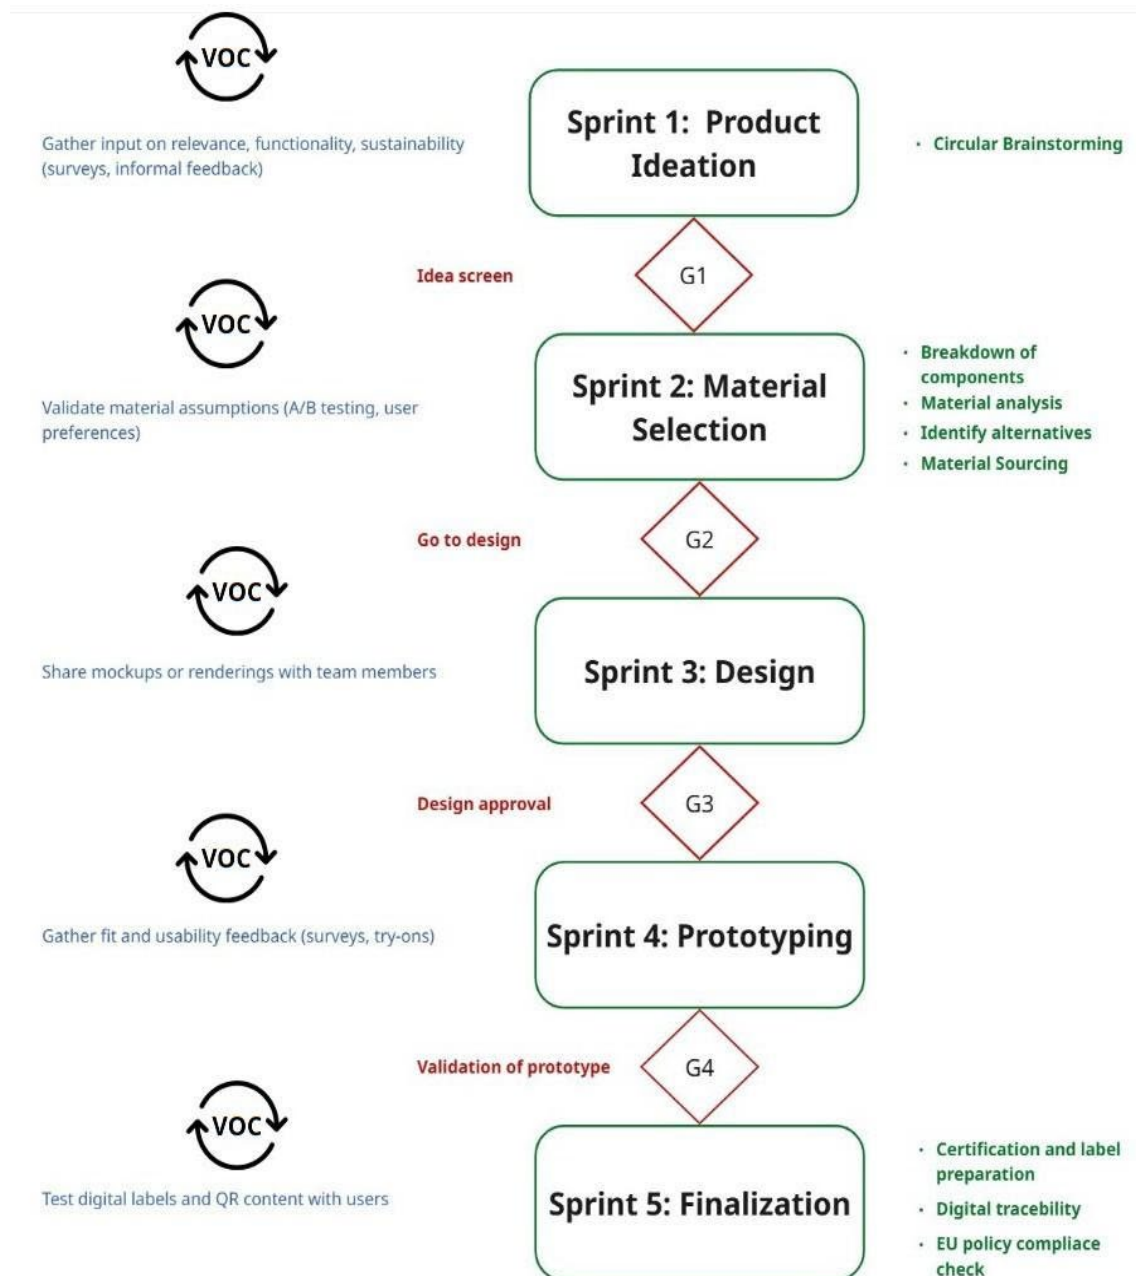 VOC
Gather input on relevance, functionality, sustainability
(surveys, informal feedback)
Sprint 1: Product
Ideation
· Circular Brainstorming
Idea screen
G1
VOC
Validate material assumptions (A/B testing, user
preferences)
Sprint 2: Material
Selection
· Breakdown of
components
· Material analysis
· Identify alternatives
· Material Sourcing
Go to design
G2
VOC
Share mockups or renderings with team members
Sprint 3: Design
Design approval
G3
VOC
Gather fit and usability feedback (surveys, try-ons)
Sprint 4: Prototyping
Validation of prototype
G4
VOC
Test digital labels and QR content with users
Sprint 5: Finalization
· Certification and label
preparation
· Digital tracebility
· EU policy compliace
check